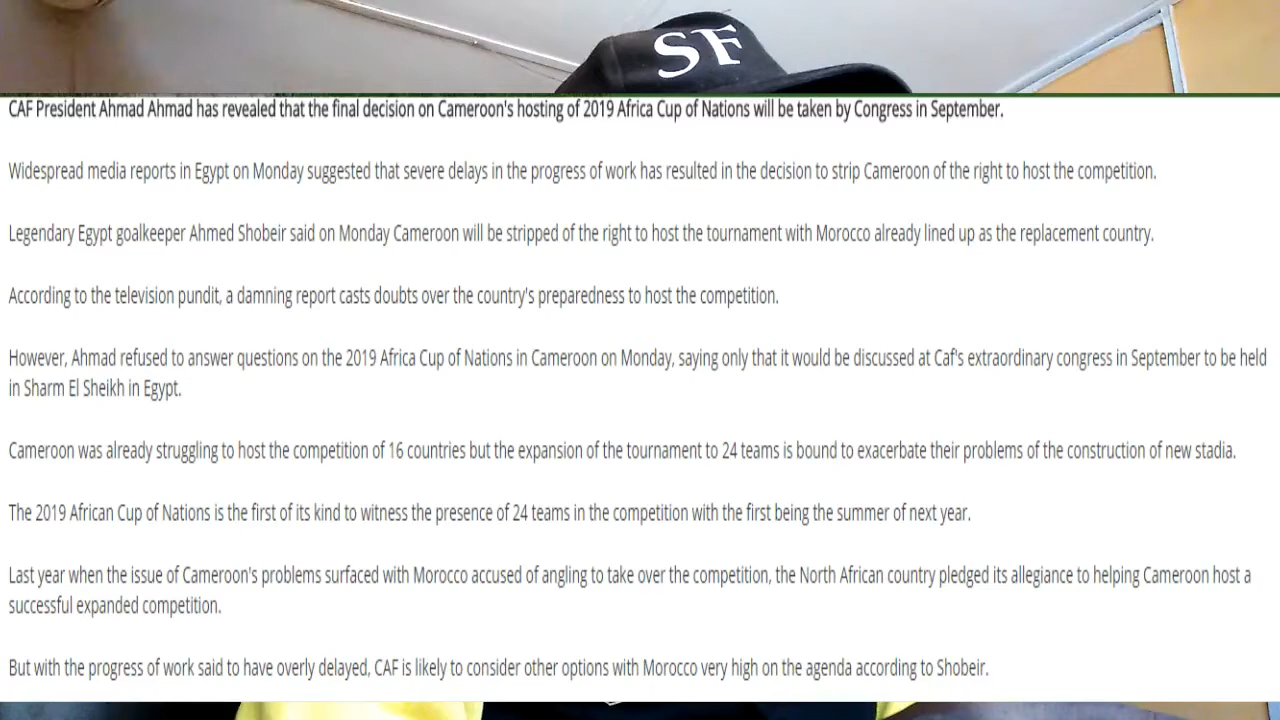 SF
CAF President Ahmad Ahmad has revealed that the final decision on Cameroon's hosting of 2019 Africa Cup of Nations will be taken by Congress in September.
Widespread media reports in Egypt on Monday suggested that severe delays in the progress of work has resulted in the decision to strip Cameroon of the right to host the competition.
Legendary Egypt goalkeeper Ahmed Shobeir said on Monday Cameroon will be stripped of the right to host the tournament with Morocco already lined up as the replacement country.
According to the television pundit, a damning report casts doubts over the country's preparedness to host the competition.
However, Ahmad refused to answer questions on the 2019 Africa Cup of Nations in Cameroon on Monday, saying only that it would be discussed at Caf's extraordinary congress in September to be held
in Sharm El Sheikh in Egypt.
Cameroon was already struggling to host the competition of 16 countries but the expansion of the tournament to 24 teams is bound to exacerbate their problems of the construction of new stadia.
The 2019 African Cup of Nations is the first of its kind to witness the presence of 24 teams in the competition with the first being the summer of next year.
Last year when the issue of Cameroon's problems surfaced with Morocco accused of angling to take over the competition, the North African country pledged its allegiance to helping Cameroon host a
successful expanded competition.
But with the progress of work said to have overly delayed, CAF is likely to consider other options with Morocco very high on the agenda according to Shobeir.